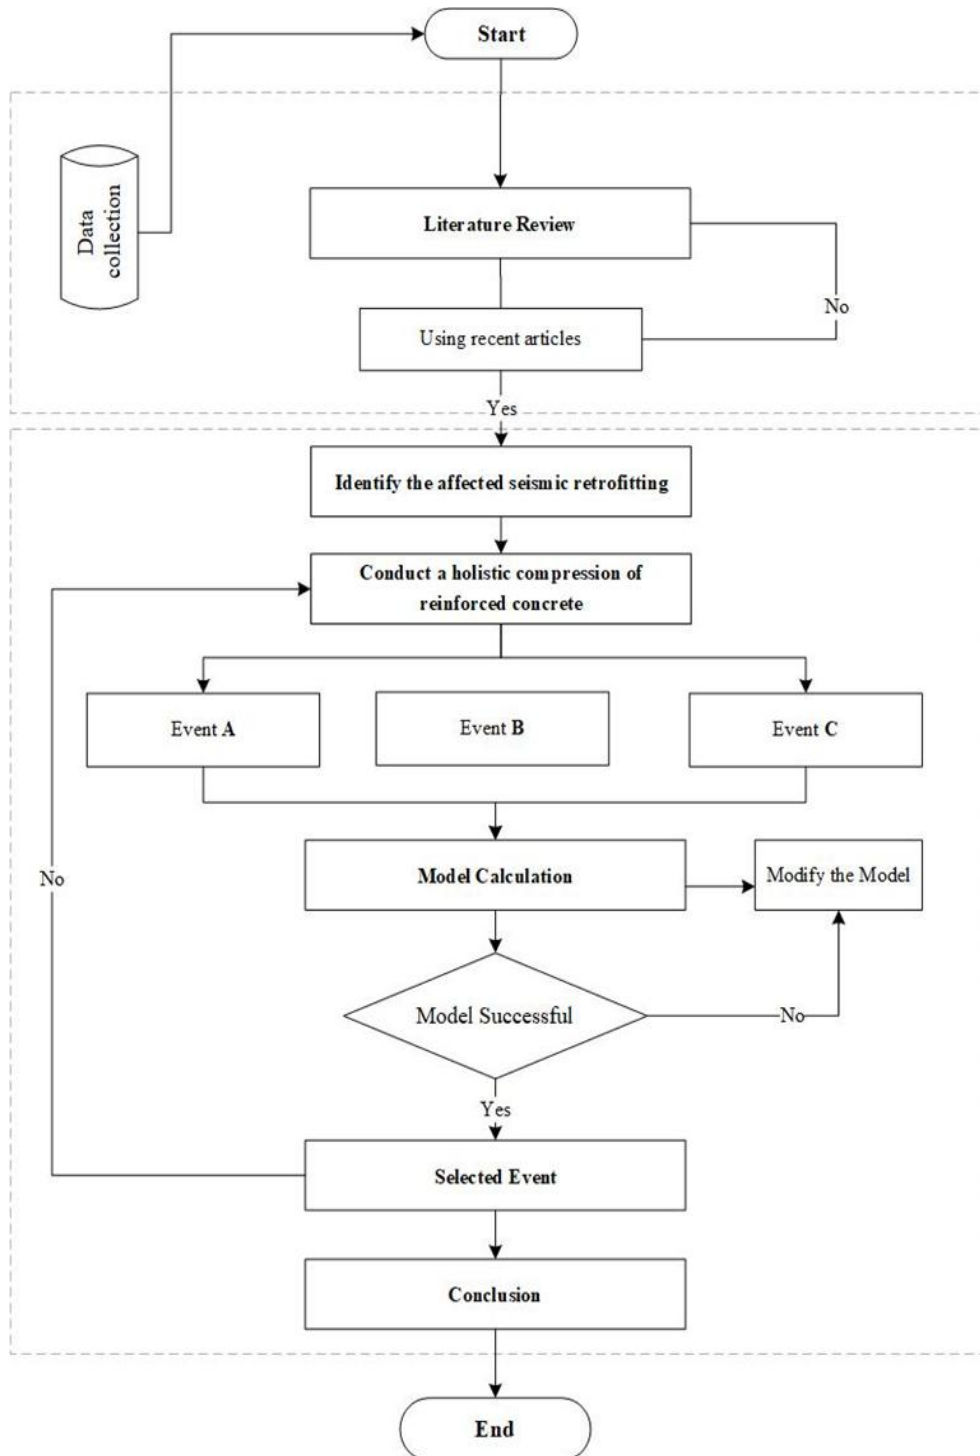 Start
Data
collection
Literature Review
No
Using recent articles
Yes
Identify the affected seismic retrofitting
Conduct a holistic compression of
reinforced concrete
Event A
Event B
Event C
No
Model Calculation
Modify the Model
Model Successful
No
Yes
Selected Event
Conclusion
End